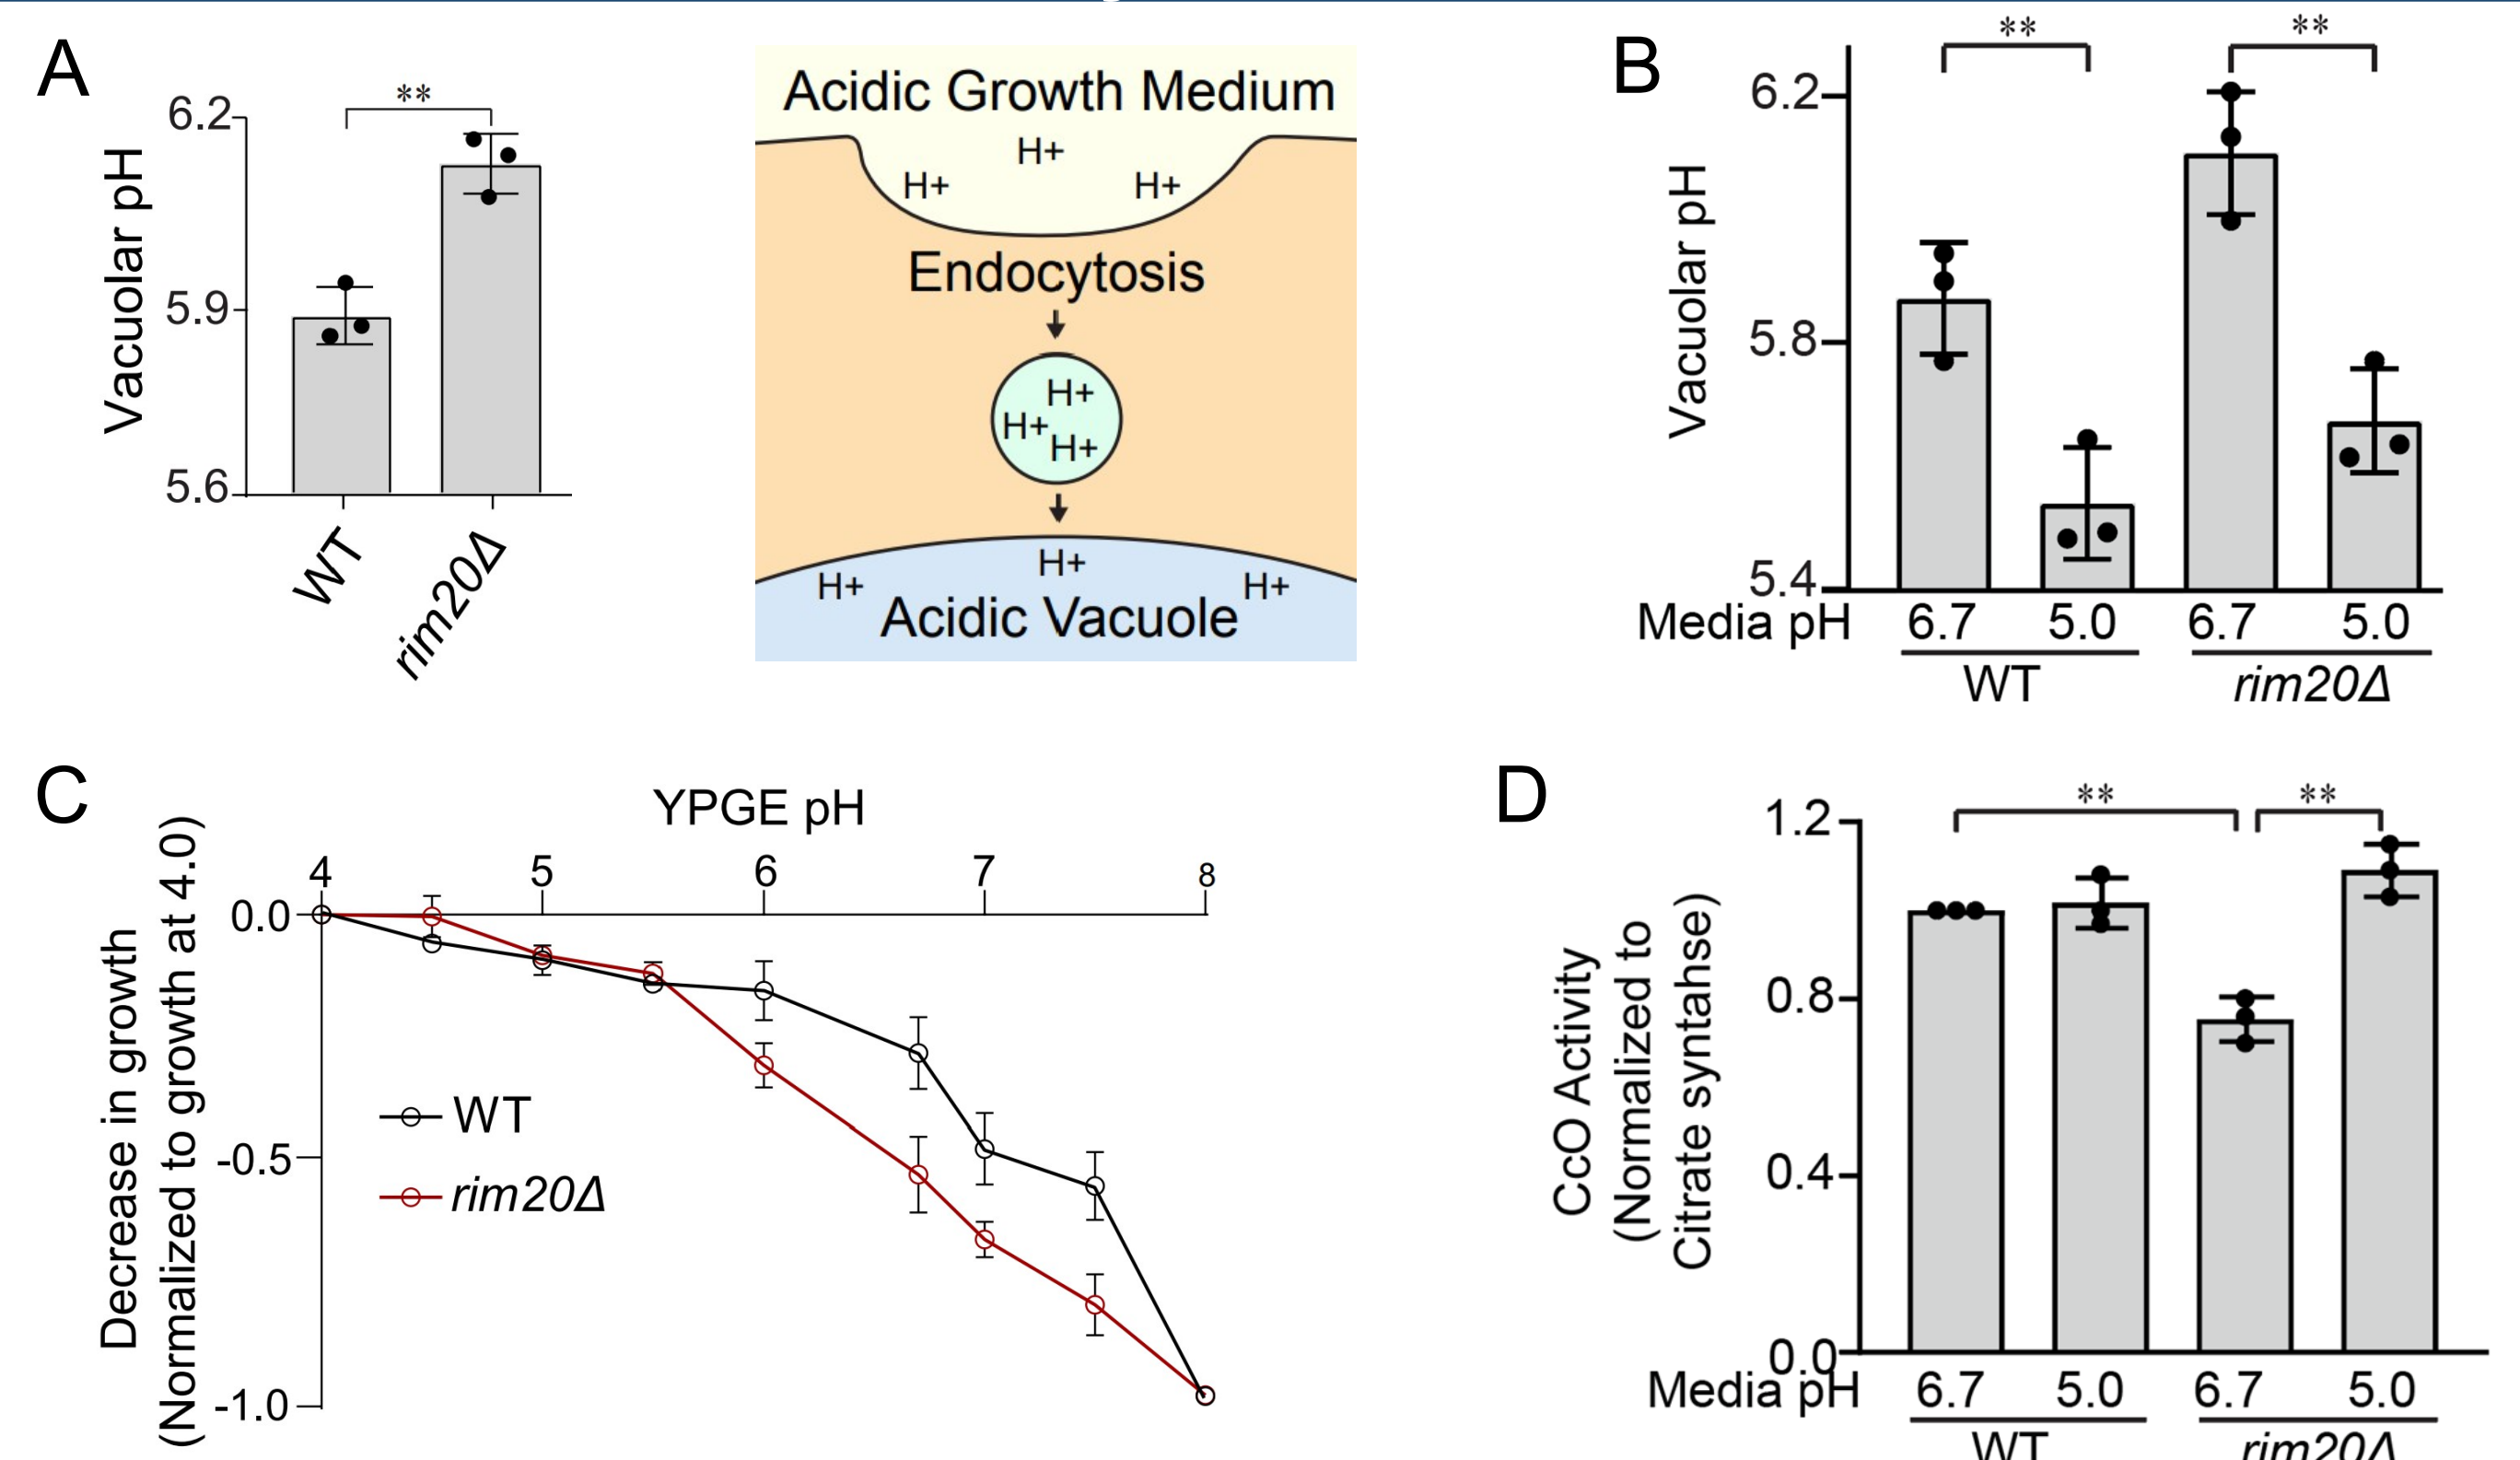 A
**
6.2
5.9
5.6
Vacuolar pH
WT
rim20Δ
Acidic Growth Medium
H+
H+ H+
Endocytosis
H+
H+
H+
H+
H+ H+
Acidic Vacuole
B
** **
6.2
5.8
5.4
Vacuolar pH
Media pH 6.7 5.0 6.7 5.0
WT rim20Δ
C
YPGE pH
4 5 6 7 8
0.0
-0.5
-1.0
Decrease in growth
(Normalized to growth at 4.0)
WT
rim20Δ
D
** **
1.2
0.8
0.4
0.0
CcO Activity
(Normalized to
Citrate syntahse)
Media pH 6.7 5.0 6.7 5.0
WT rim20Δ